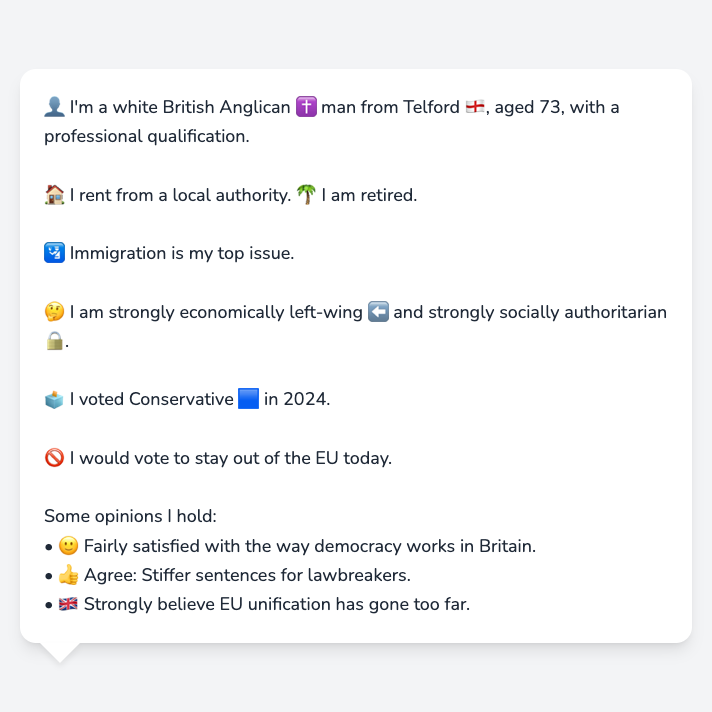 👤 I'm a white British Anglican ✝️ man from Telford 🏴󠁧󠁢󠁥󠁮󠁧󠁿, aged 73, with a
professional qualification.
🏠 I rent from a local authority. 🌴 I am retired.
🛂 Immigration is my top issue.
🤔 I am strongly economically left-wing ⬅️ and strongly socially authoritarian
🔒.
🗳️ I voted Conservative 🟦 in 2024.
🚫 I would vote to stay out of the EU today.
Some opinions I hold:
• 🙂 Fairly satisfied with the way democracy works in Britain.
• 👍 Agree: Stiffer sentences for lawbreakers.
• 🇬🇧 Strongly believe EU unification has gone too far.